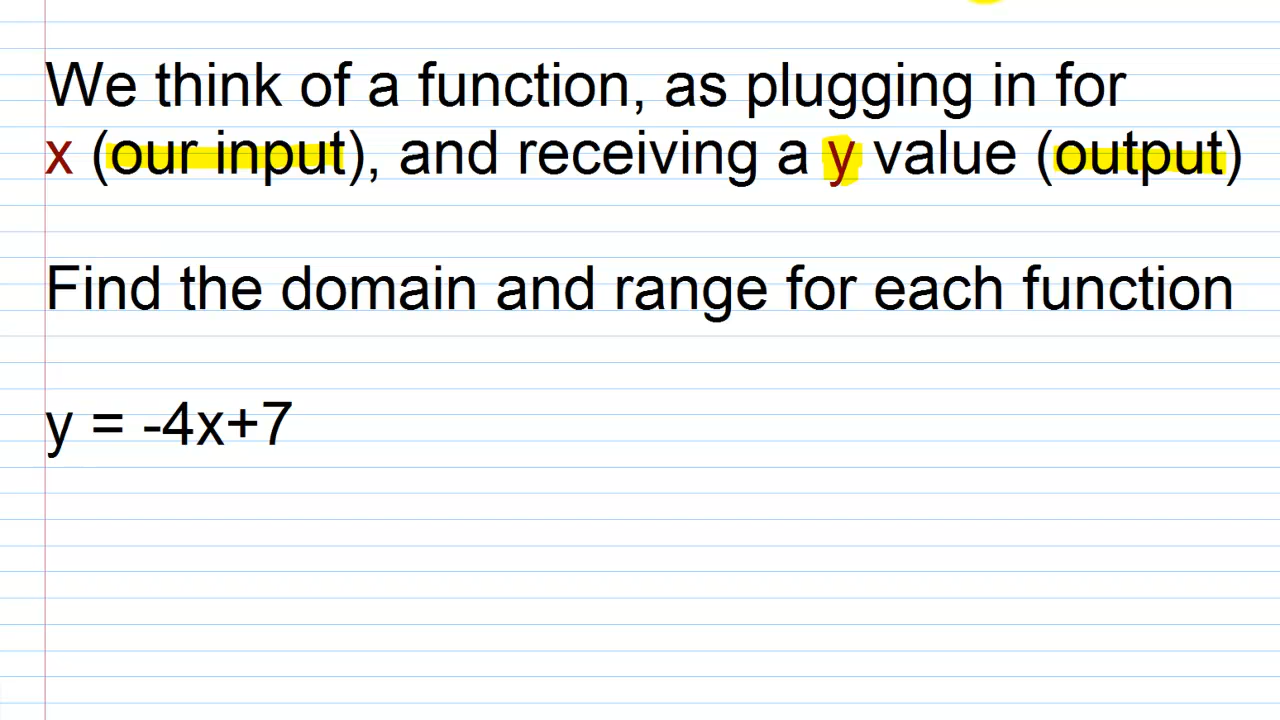 We think of a function, as plugging in for
x (our input), and receiving a y value (output)
Find the domain and range for each function
y = -4x+7